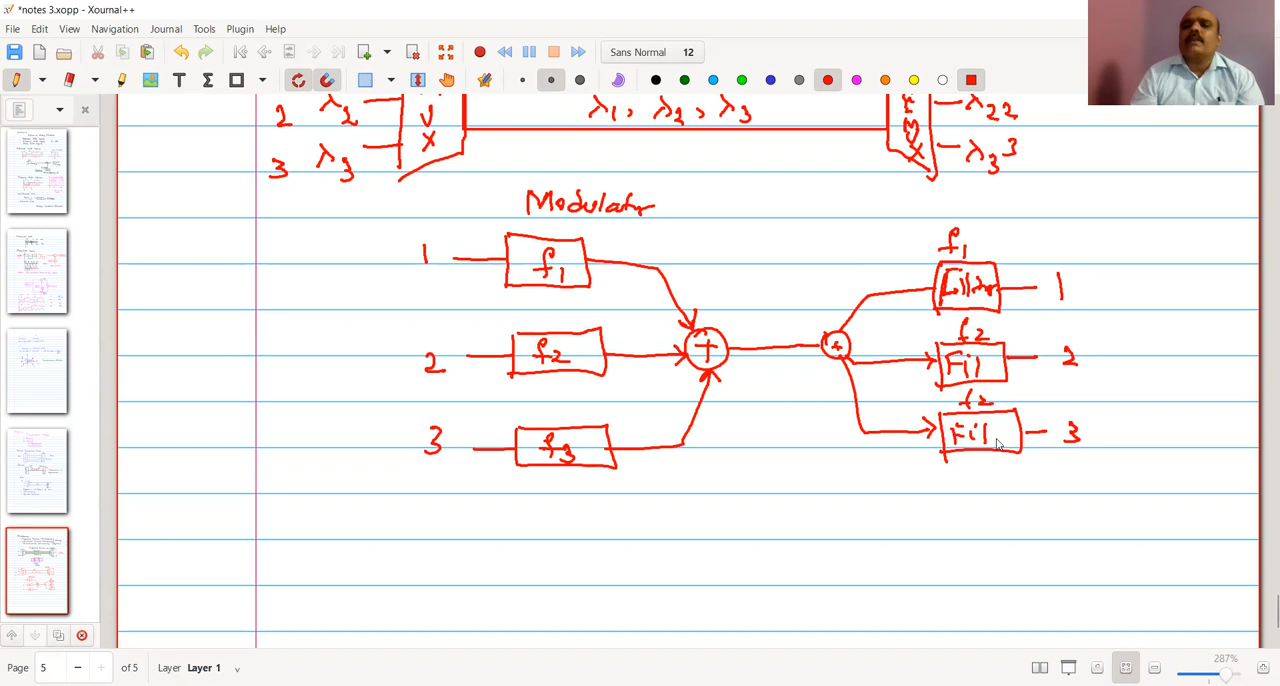 *notes 3.xopp - Xournal++
File Edit View Navigation Journal Tools Plugin Help
Sans Normal 12
2 λ2 U λ1, λ2, λ3 M λ2 2
3 λ3 X X λ3 3
Modulator
f1
1 f1 Filter 1
f2
2 f2 + Fil 2
f2
3 f3 Fil 3
Page 5 of 5 Layer Layer 1 287%